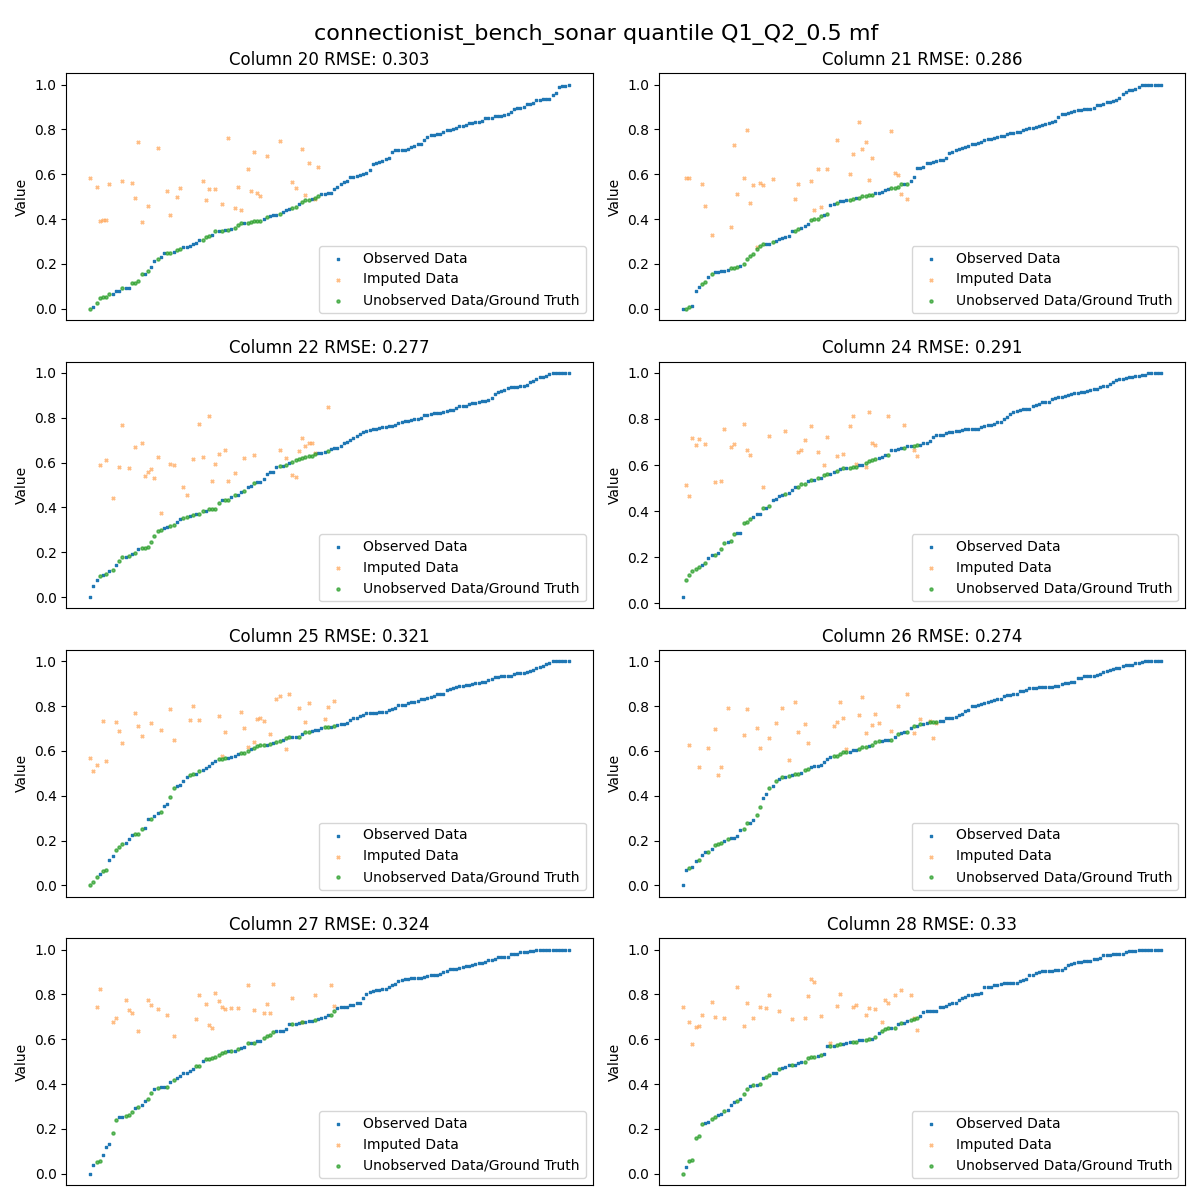 connectionist_bench_sonar quantile Q1_Q2_0.5 mf
Column 20 RMSE: 0.303
1.0
0.8
0.6
0.4
0.2
0.0
Value
Observed Data
Imputed Data
Unobserved Data/Ground Truth
Column 21 RMSE: 0.286
1.0
0.8
0.6
0.4
0.2
0.0
Value
Observed Data
Imputed Data
Unobserved Data/Ground Truth
Column 22 RMSE: 0.277
1.0
0.8
0.6
0.4
0.2
0.0
Value
Observed Data
Imputed Data
Unobserved Data/Ground Truth
Column 24 RMSE: 0.291
1.0
0.8
0.6
0.4
0.2
0.0
Value
Observed Data
Imputed Data
Unobserved Data/Ground Truth
Column 25 RMSE: 0.321
1.0
0.8
0.6
0.4
0.2
0.0
Value
Observed Data
Imputed Data
Unobserved Data/Ground Truth
Column 26 RMSE: 0.274
1.0
0.8
0.6
0.4
0.2
0.0
Value
Observed Data
Imputed Data
Unobserved Data/Ground Truth
Column 27 RMSE: 0.324
1.0
0.8
0.6
0.4
0.2
0.0
Value
Observed Data
Imputed Data
Unobserved Data/Ground Truth
Column 28 RMSE: 0.33
1.0
0.8
0.6
0.4
0.2
0.0
Value
Observed Data
Imputed Data
Unobserved Data/Ground Truth